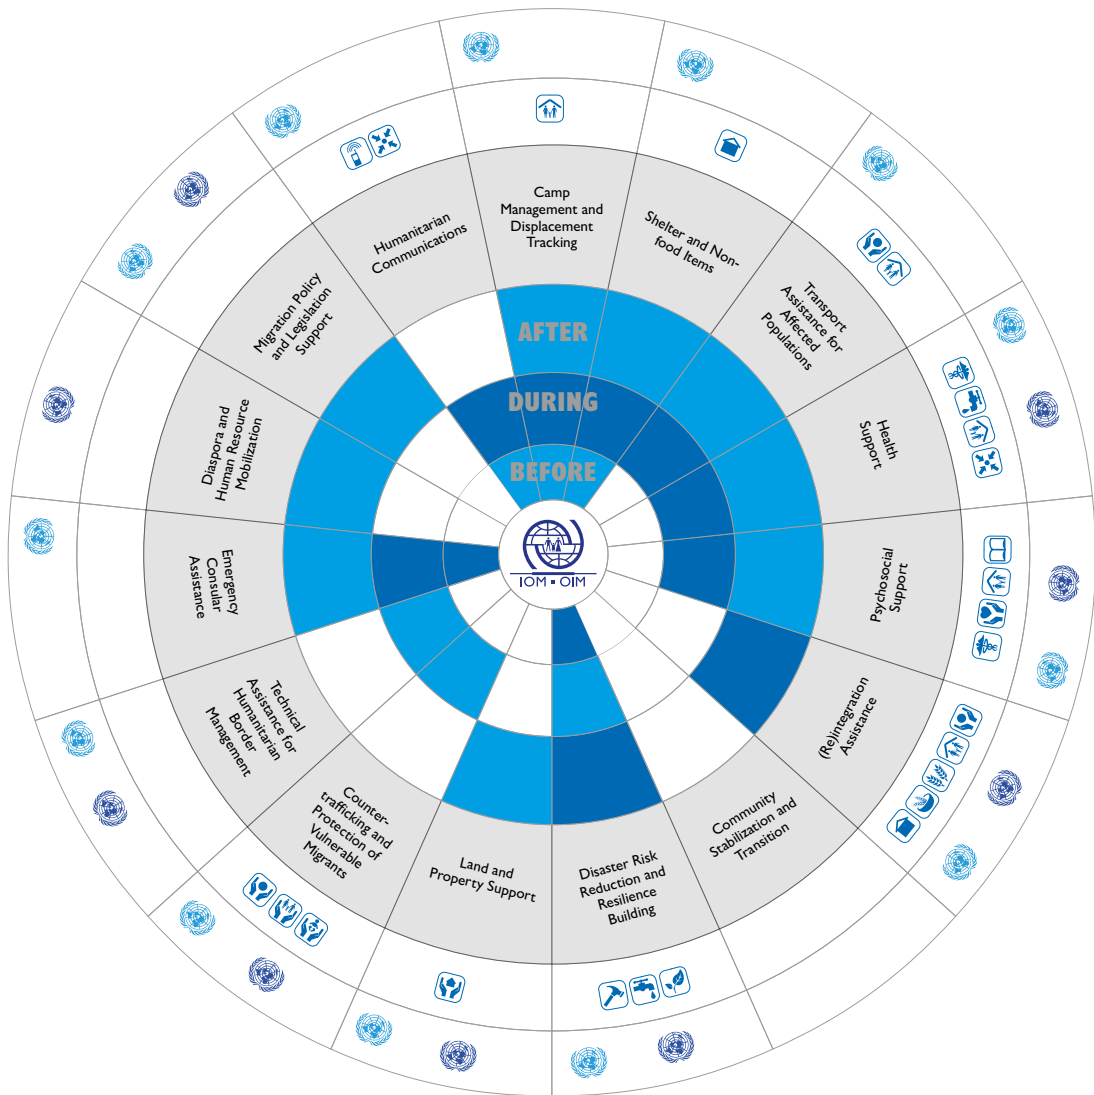 Camp
Management and
Displacement
Tracking
Shelter and Non-
food Items
Transport
Assistance for
Affected
Populations
Health
Support
Psychosocial
Support
(Re)integration
Assistance
Community
Stabilization and
Transition
Disaster Risk
Reduction and
Resilience
Building
Land and
Property Support
Counter-
trafficking and
Protection of
Vulnerable
Migrants
Technical
Assistance for
Humanitarian
Border
Management
Emergency
Consular
Assistance
Diaspora and
Human Resource
Mobilization
Migration Policy
and Legislation
Support
Humanitarian
Communications
AFTER
DURING
BEFORE
IOM • OIM